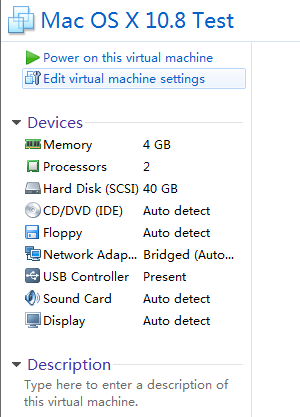 Mac OS X 10.8 Test
Power on this virtual machine
Edit virtual machine settings
Devices
Memory 4 GB
Processors 2
Hard Disk (SCSI) 40 GB
CD/DVD (IDE) Auto detect
Floppy Auto detect
Network Adap... Bridged (Auto...
USB Controller Present
Sound Card Auto detect
Display Auto detect
Description
Type here to enter a description of
this virtual machine.